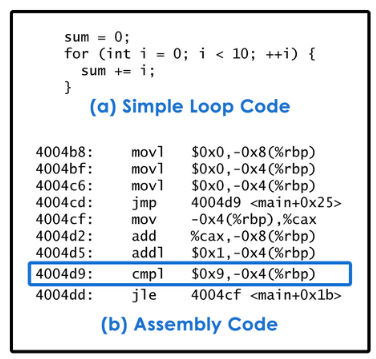 sum = 0;
for (int i = 0; i < 10; ++i) {
sum += i;
}
(a) Simple Loop Code
4004b8: movl $0x0,-0x8(%rbp)
4004bf: movl $0x0,-0x4(%rbp)
4004c6: movl $0x0,-0x4(%rbp)
4004cd: jmp 4004d9 <main+0x25>
4004cf: mov -0x4(%rbp),%cax
4004d2: add %cax,-0x8(%rbp)
4004d5: addl $0x1,-0x4(%rbp)
4004d9: cmpl $0x9,-0x4(%rbp)
4004dd: jle 4004cf <main+0x1b>
(b) Assembly Code